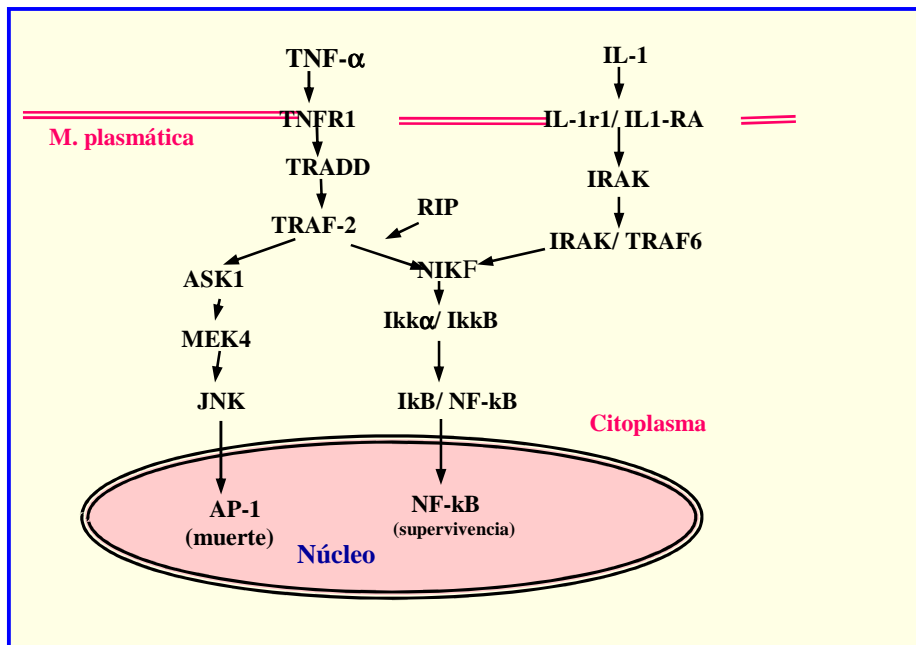 TNF-α
IL-1
TNFR1
IL-1r1/ IL1-RA
M. plasmática
TRADD
IRAK
RIP
TRAF-2
IRAK/ TRAF6
ASK1
NIKF
Ikkα/ IkkB
MEK4
JNK
IkB/ NF-kB
Citoplasma
AP-1
(muerte)
NF-kB
(supervivencia)
Núcleo